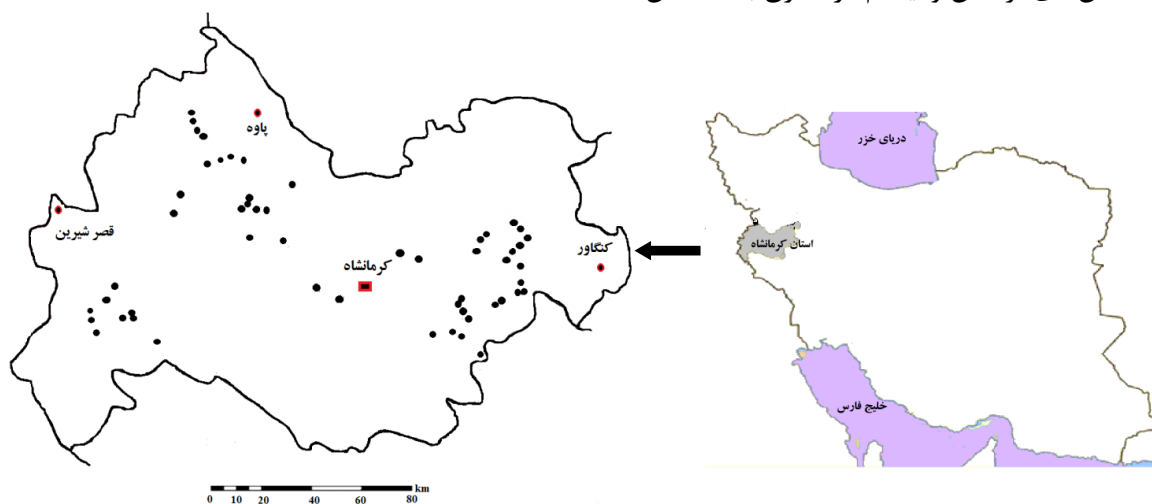 پاوه
قصر شیرین
کرمانشاه
کنگاور
دریای خزر
استان کرمانشاه
خلیج فارس
km
0 10 20 40 60 80